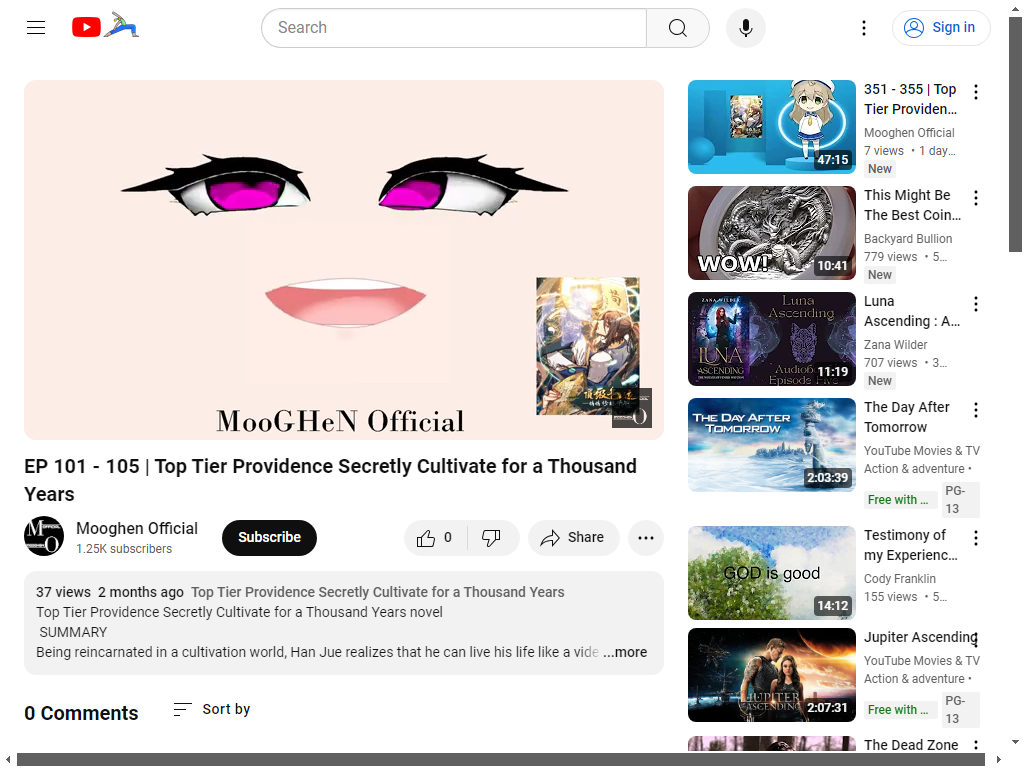 Search
Sign in
MooGHeN Official
EP 101 - 105 | Top Tier Providence Secretly Cultivate for a Thousand
Years
Mooghen Official
1.25K subscribers
Subscribe
0
Share
37 views 2 months ago Top Tier Providence Secretly Cultivate for a Thousand Years
Top Tier Providence Secretly Cultivate for a Thousand Years novel
SUMMARY
Being reincarnated in a cultivation world, Han Jue realizes that he can live his life like a vide ...more
0 Comments
Sort by
47:15
351 - 355 | Top
Tier Providen...
Mooghen Official
7 views • 1 day...
New
WOW!
10:41
This Might Be
The Best Coin...
Backyard Bullion
779 views • 5...
New
ZANA WILDER
LUNA
ASCENDING
Luna
Ascending
Episode Five
11:19
Luna
Ascending : A...
Zana Wilder
707 views • 3...
New
THE DAY AFTER
TOMORROW
2:03:39
The Day After
Tomorrow
YouTube Movies & TV
Action & adventure •
Free with ...
PG-
13
GOD is good
14:12
Testimony of
my Experienc...
Cody Franklin
155 views • 5...
JUPITER
ASCENDING
2:07:31
Jupiter Ascending
YouTube Movies & TV
Action & adventure •
Free with ...
PG-
13
The Dead Zone